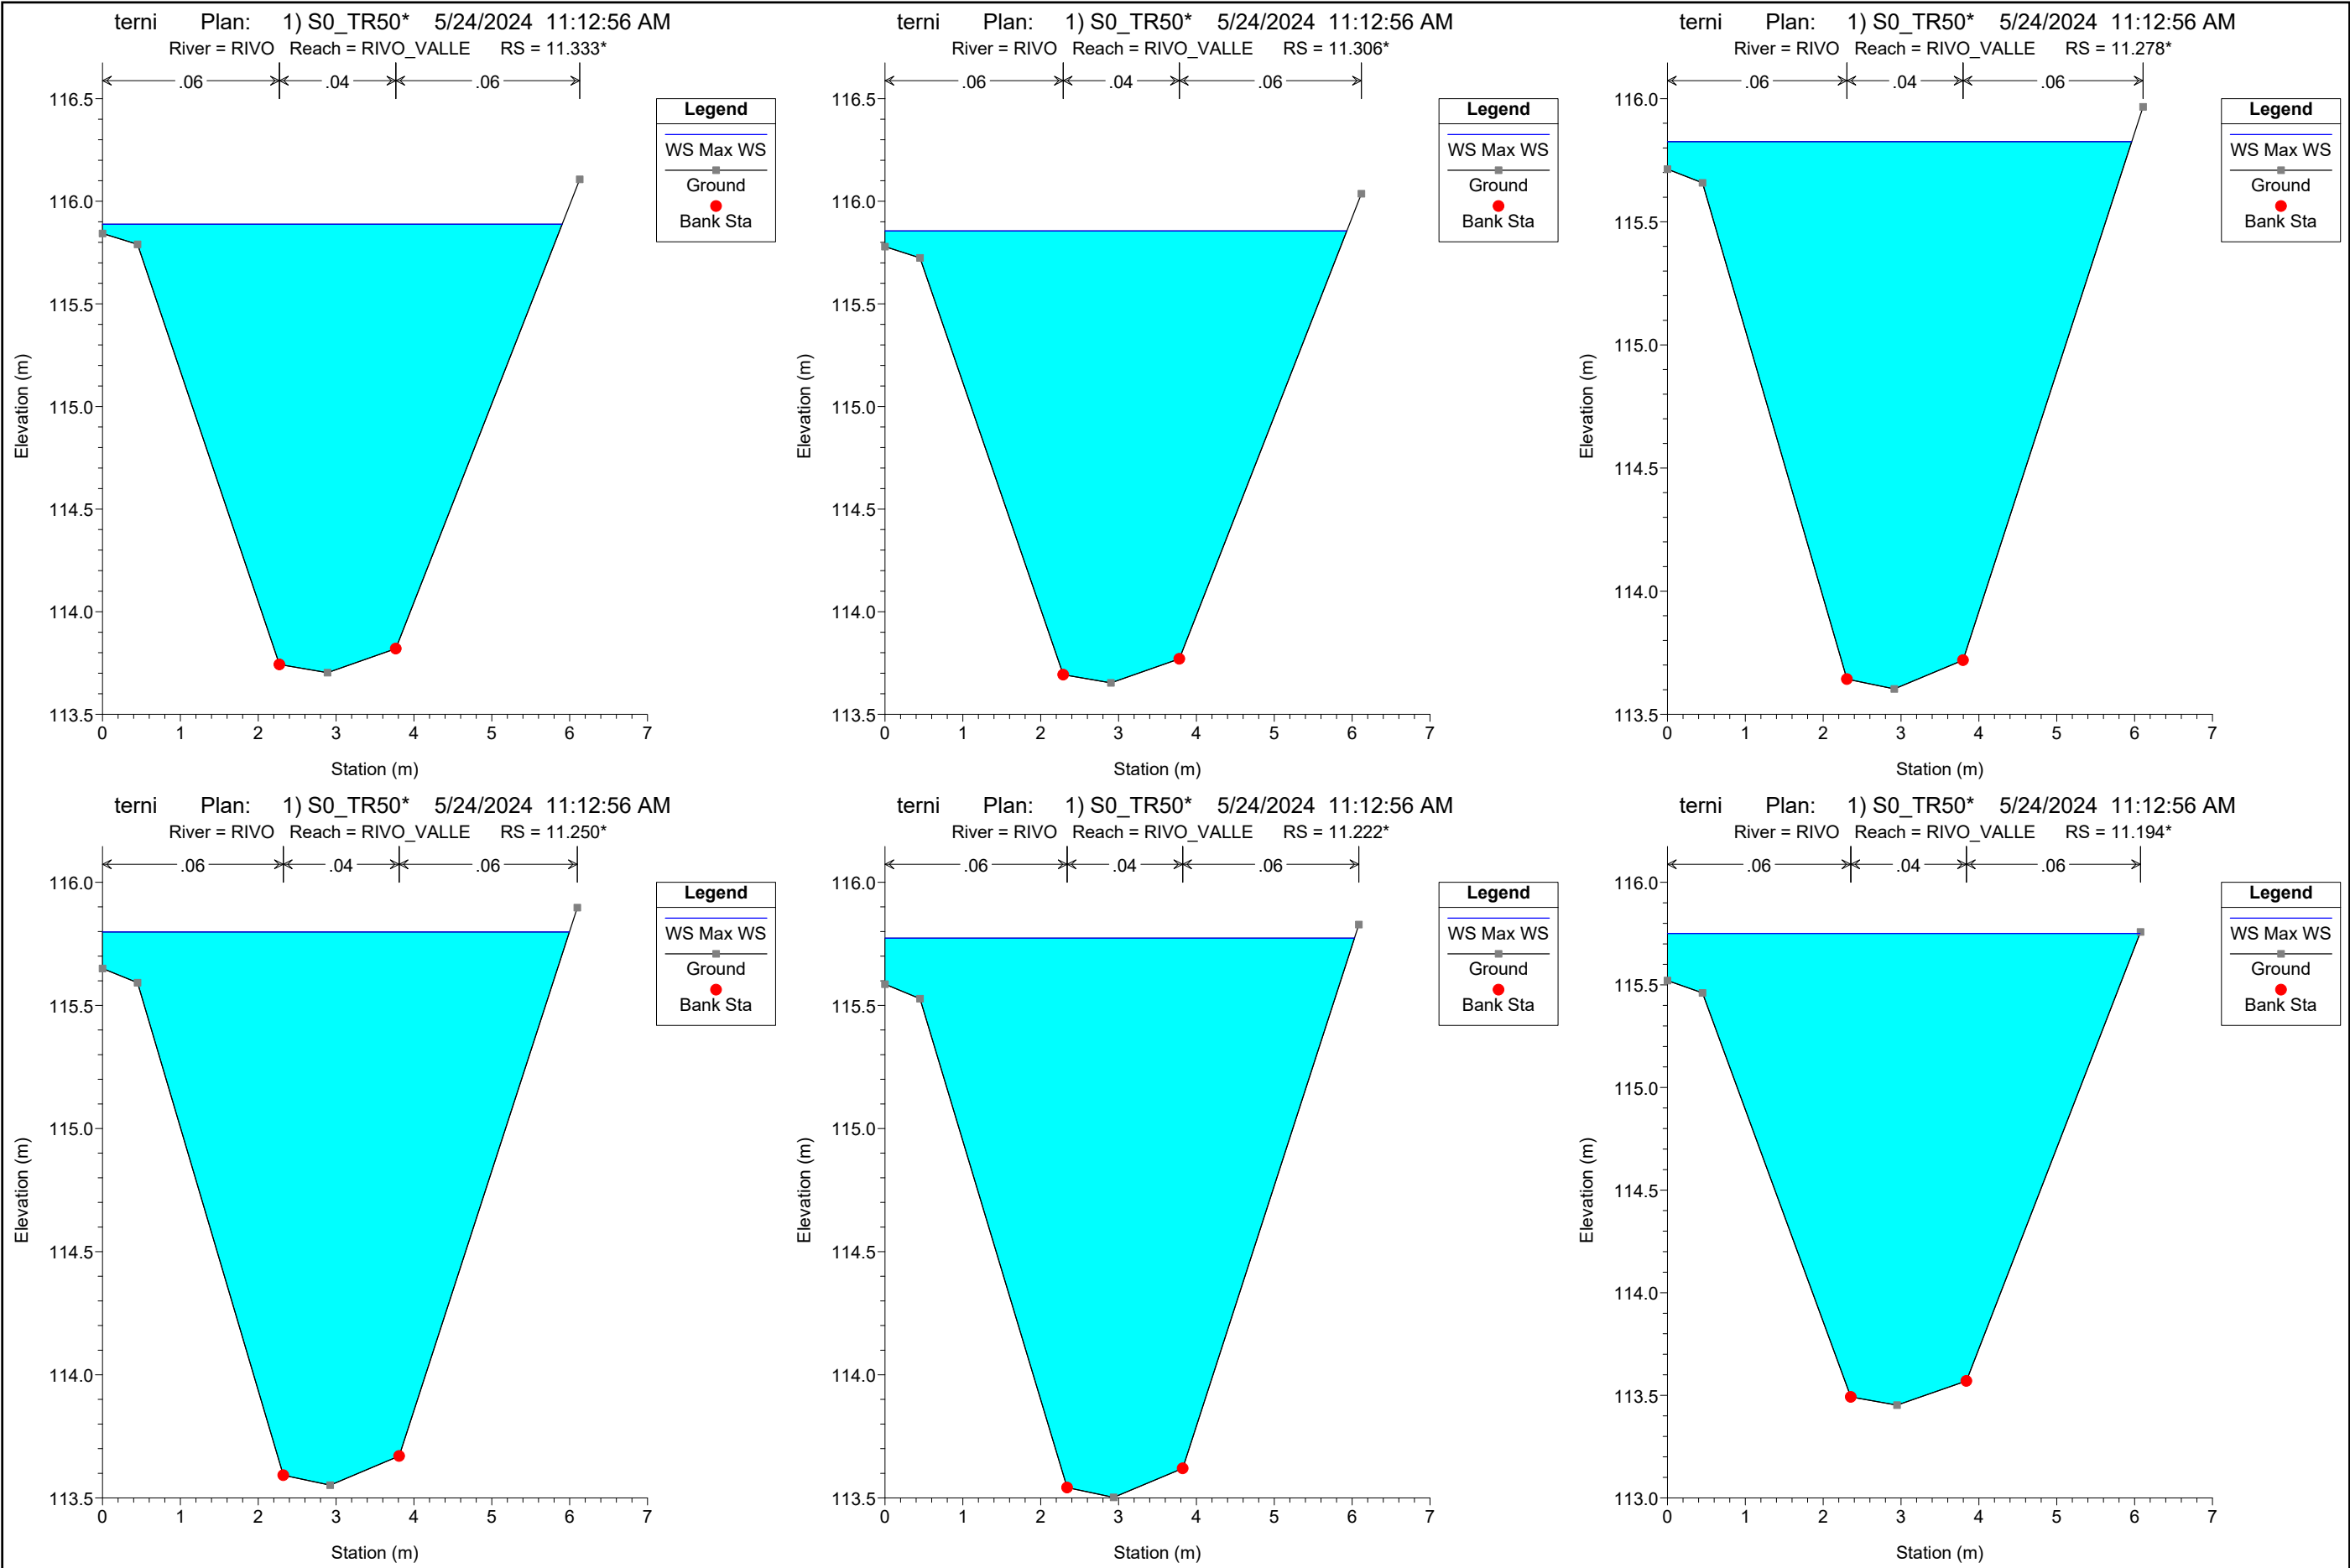 terni Plan: 1) S0_TR50* 5/24/2024 11:12:56 AM
River = RIVO Reach = RIVO_VALLE RS = 11.333*
.06 .04 .06
116.5
116.0
115.5
115.0
114.5
114.0
113.5
0 1 2 3 4 5 6 7
Station (m)
Elevation (m)
Legend
WS Max WS
Ground
Bank Sta
terni Plan: 1) S0_TR50* 5/24/2024 11:12:56 AM
River = RIVO Reach = RIVO_VALLE RS = 11.306*
.06 .04 .06
116.5
116.0
115.5
115.0
114.5
114.0
113.5
0 1 2 3 4 5 6 7
Station (m)
Elevation (m)
Legend
WS Max WS
Ground
Bank Sta
terni Plan: 1) S0_TR50* 5/24/2024 11:12:56 AM
River = RIVO Reach = RIVO_VALLE RS = 11.278*
.06 .04 .06
116.0
115.5
115.0
114.5
114.0
113.5
0 1 2 3 4 5 6 7
Station (m)
Elevation (m)
Legend
WS Max WS
Ground
Bank Sta
terni Plan: 1) S0_TR50* 5/24/2024 11:12:56 AM
River = RIVO Reach = RIVO_VALLE RS = 11.250*
.06 .04 .06
116.0
115.5
115.0
114.5
114.0
113.5
0 1 2 3 4 5 6 7
Station (m)
Elevation (m)
Legend
WS Max WS
Ground
Bank Sta
terni Plan: 1) S0_TR50* 5/24/2024 11:12:56 AM
River = RIVO Reach = RIVO_VALLE RS = 11.222*
.06 .04 .06
116.0
115.5
115.0
114.5
114.0
113.5
0 1 2 3 4 5 6 7
Station (m)
Elevation (m)
Legend
WS Max WS
Ground
Bank Sta
terni Plan: 1) S0_TR50* 5/24/2024 11:12:56 AM
River = RIVO Reach = RIVO_VALLE RS = 11.194*
.06 .04 .06
116.0
115.5
115.0
114.5
114.0
113.5
113.0
0 1 2 3 4 5 6 7
Station (m)
Elevation (m)
Legend
WS Max WS
Ground
Bank Sta